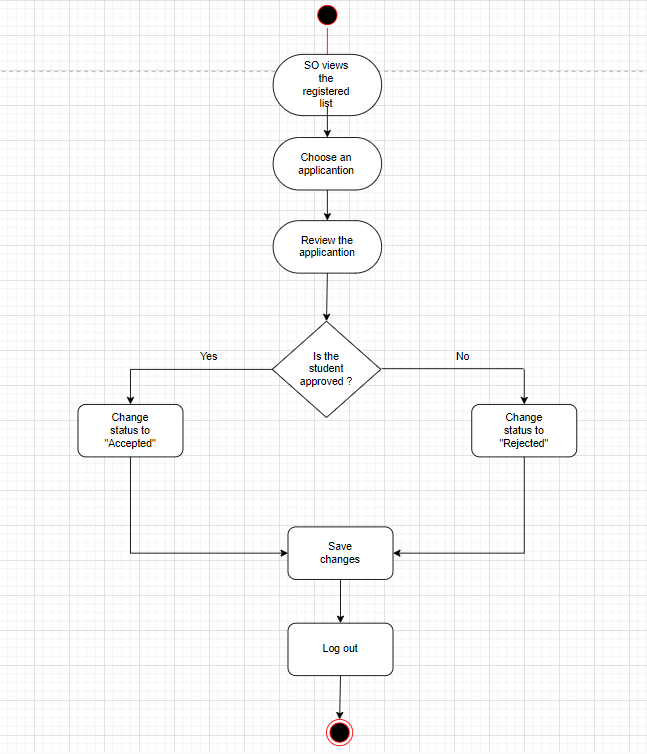 SO views
the
registered
list
Choose an
applicantion
Review the
applicantion
Is the
student
approved ?
Yes
No
Change
status to
"Accepted"
Change
status to
"Rejected"
Save
changes
Log out